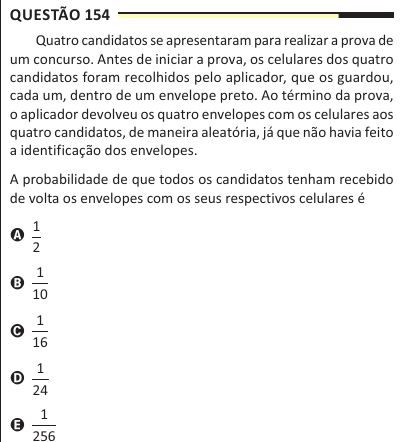 QUESTÃO 154
Quatro candidatos se apresentaram para realizar a prova de
um concurso. Antes de iniciar a prova, os celulares dos quatro
candidatos foram recolhidos pelo aplicador, que os guardou,
cada um, dentro de um envelope preto. Ao término da prova,
o aplicador devolveu os quatro envelopes com os celulares aos
quatro candidatos, de maneira aleatória, já que não havia feito
a identificação dos envelopes.
A probabilidade de que todos os candidatos tenham recebido
de volta os envelopes com os seus respectivos celulares é
A 1/2
B 1/10
C 1/16
D 1/24
E 1/256